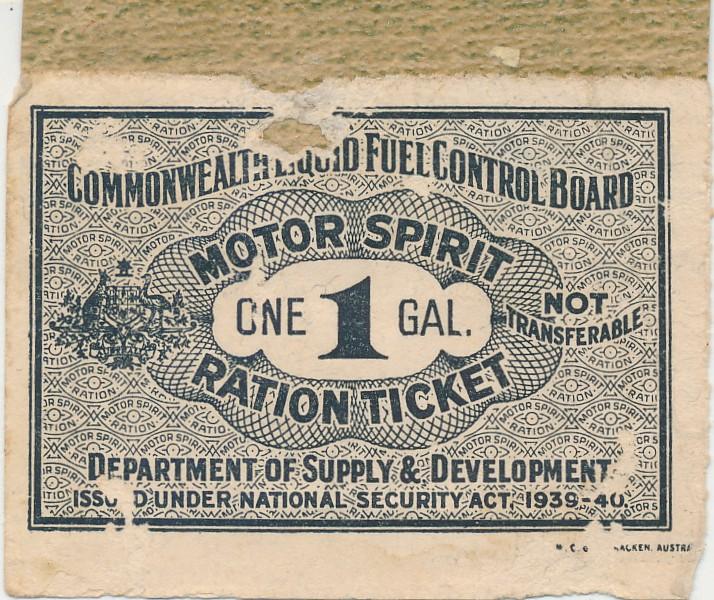 COMMONWEALTH LIQUID FUEL CONTROL BOARD
MOTOR SPIRIT
ONE 1 GAL.
NOT
TRANSFERABLE
RATION TICKET
DEPARTMENT OF SUPPLY & DEVELOPMENT
ISSUED UNDER NATIONAL SECURITY ACT, 1939-40.